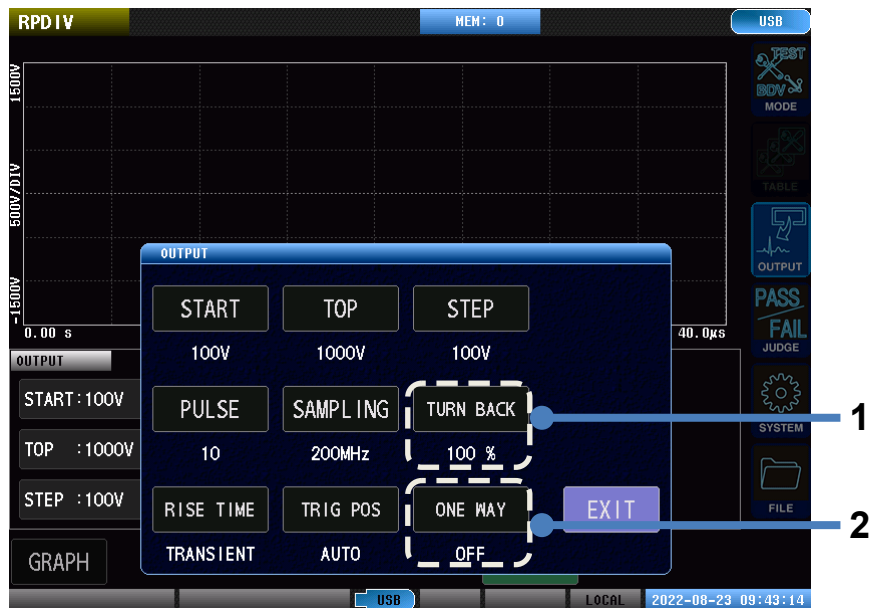 RPDIV
MEM: 0
USB
1500V
500V/DIV
-1500V
0.00 s
40.0µs
TEST
BDV
MODE
TABLE
OUTPUT
PASS
FAIL
JUDGE
SYSTEM
FILE
OUTPUT
START
TOP
STEP
100V
1000V
100V
PULSE
SAMPLING
TURN BACK
10
200MHz
100 %
RISE TIME
TRIG POS
ONE WAY
EXIT
TRANSIENT
AUTO
OFF
1
2
OUTPUT
START:100V
TOP :1000V
STEP :100V
GRAPH
USB
LOCAL
2022-08-23 09:43:14